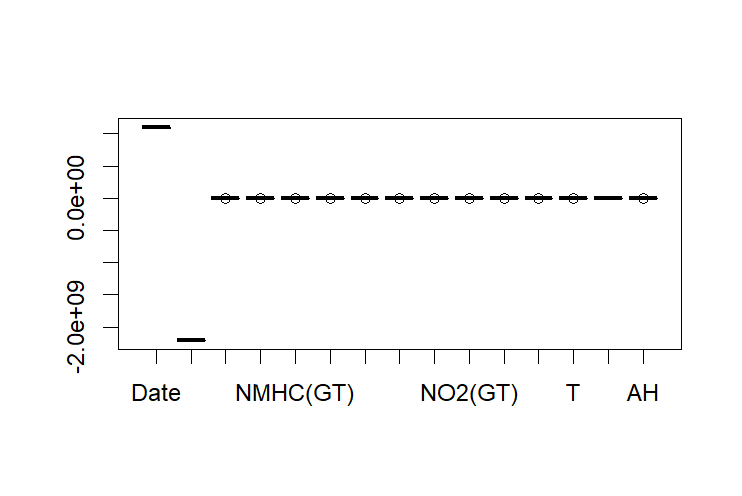 0.0e+00
-2.0e+09
Date NMHC(GT) NO2(GT) T AH